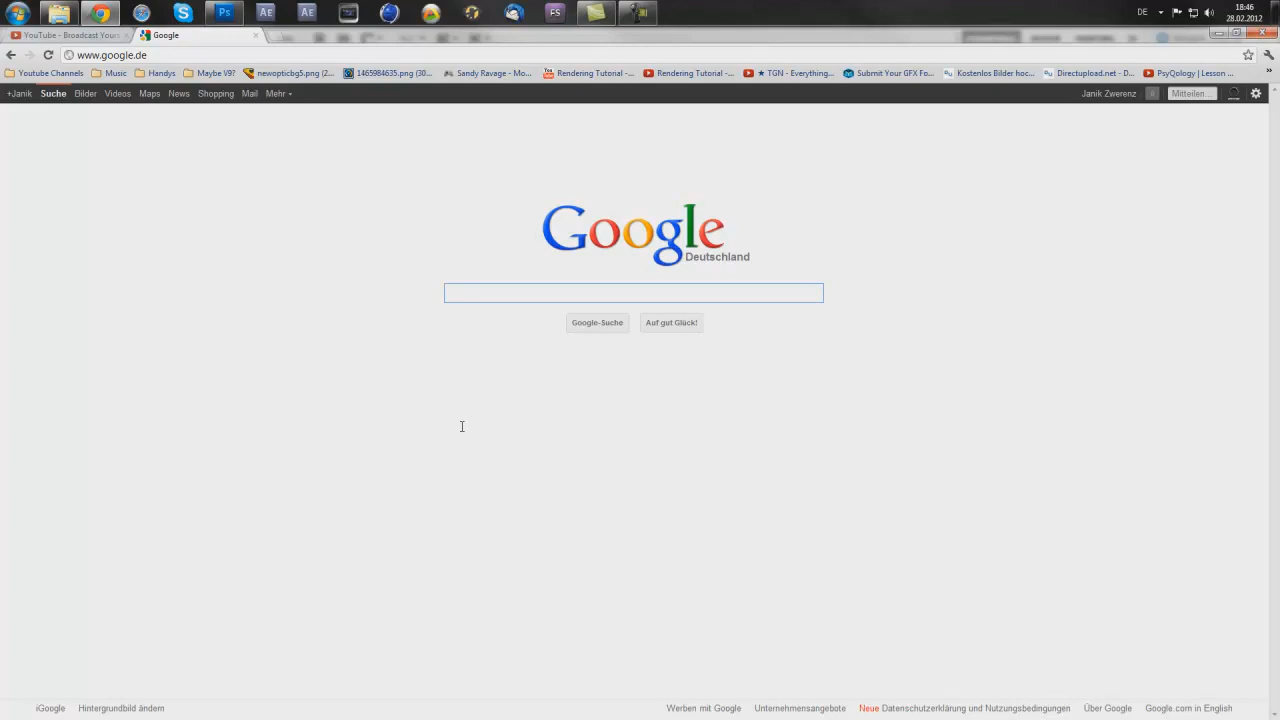 Ps AE AE FS DE 18:46
28.02.2012
YouTube - Broadcast Yours Google
www.google.de
Youtube Channels Music Handys Maybe V9? newopticbg5.png (2... 1465984635.png (30... Sandy Ravage - Mo... Rendering Tutorial -... Rendering Tutorial -... ★ TGN - Everything... Submit Your GFX Fo... Kostenlos Bilder hoc... Directupload.net - D... PsyQology | Lesson ... »
+Janik Suche Bilder Videos Maps News Shopping Mail Mehr Janik Zwerenz 0 Mitteilen...
Google
Deutschland
Google-Suche Auf gut Glück!
iGoogle Hintergrundbild ändern Werben mit Google Unternehmensangebote Neue Datenschutzerklärung und Nutzungsbedingungen Über Google Google.com in English